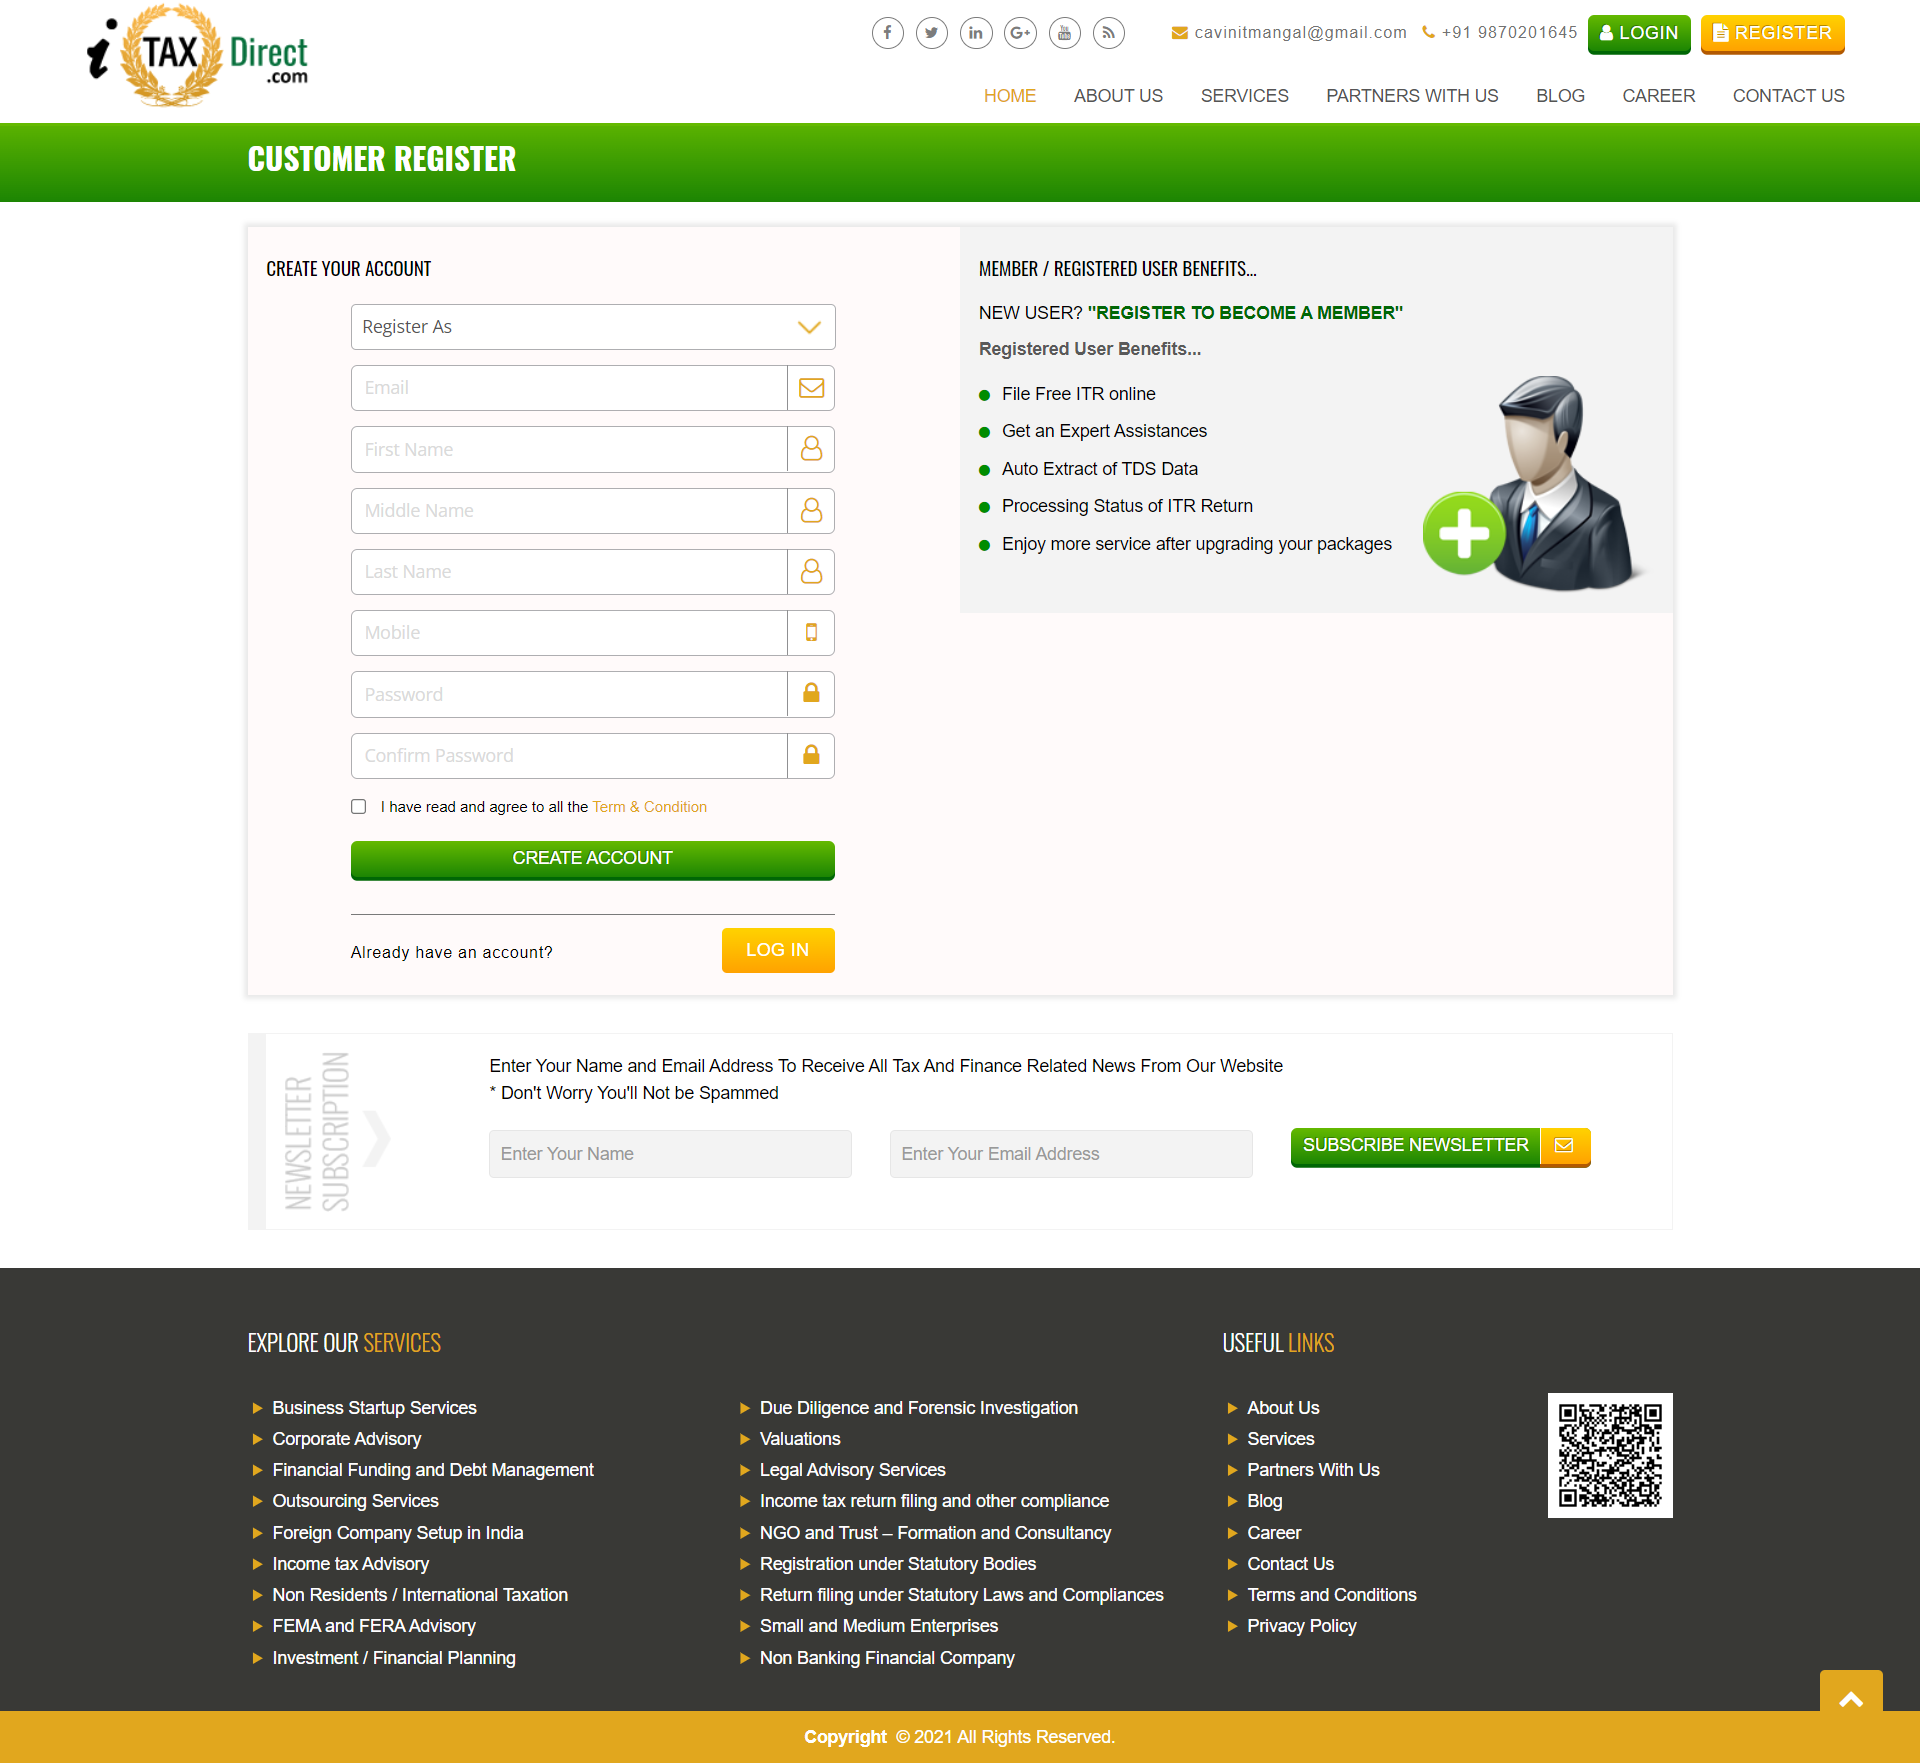 i TAX Direct
.com
cavinitmangal@gmail.com +91 9870201645 LOGIN REGISTER
HOME ABOUT US SERVICES PARTNERS WITH US BLOG CAREER CONTACT US
CUSTOMER REGISTER
CREATE YOUR ACCOUNT
Register As
Email
First Name
Middle Name
Last Name
Mobile
Password
Confirm Password
I have read and agree to all the Term & Condition
CREATE ACCOUNT
Already have an account? LOG IN
MEMBER / REGISTERED USER BENEFITS...
NEW USER? "REGISTER TO BECOME A MEMBER"
Registered User Benefits...
File Free ITR online
Get an Expert Assistances
Auto Extract of TDS Data
Processing Status of ITR Return
Enjoy more service after upgrading your packages
NEWSLETTER
SUBSCRIPTION
Enter Your Name and Email Address To Receive All Tax And Finance Related News From Our Website
* Don't Worry You'll Not be Spammed
Enter Your Name Enter Your Email Address SUBSCRIBE NEWSLETTER
EXPLORE OUR SERVICES
Business Startup Services
Corporate Advisory
Financial Funding and Debt Management
Outsourcing Services
Foreign Company Setup in India
Income tax Advisory
Non Residents / International Taxation
FEMA and FERA Advisory
Investment / Financial Planning
Due Diligence and Forensic Investigation
Valuations
Legal Advisory Services
Income tax return filing and other compliance
NGO and Trust – Formation and Consultancy
Registration under Statutory Bodies
Return filing under Statutory Laws and Compliances
Small and Medium Enterprises
Non Banking Financial Company
USEFUL LINKS
About Us
Services
Partners With Us
Blog
Career
Contact Us
Terms and Conditions
Privacy Policy
Copyright © 2021 All Rights Reserved.